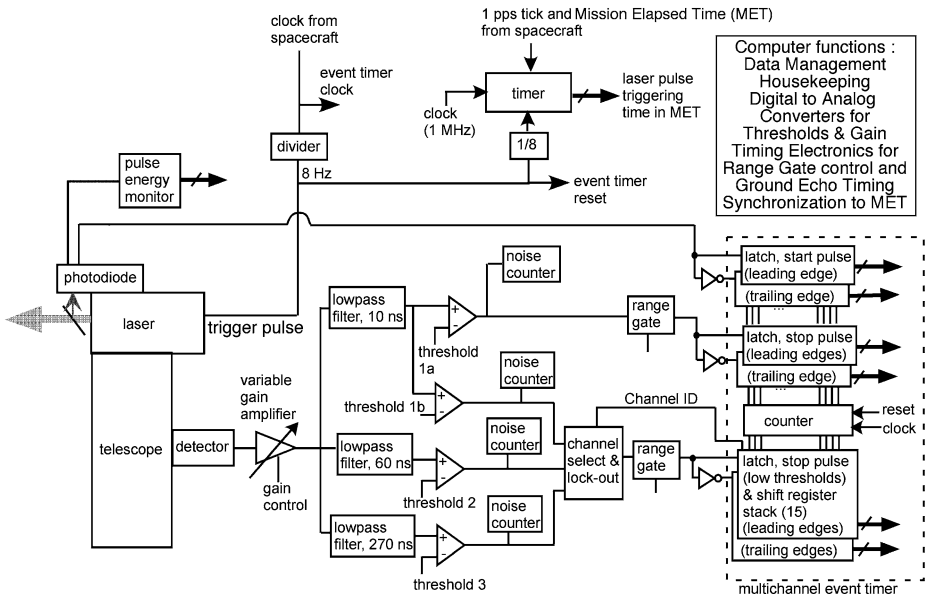 clock from
spacecraft
event timer
clock
divider
8 Hz
1 pps tick and Mission Elapsed Time (MET)
from spacecraft
timer
clock
(1 MHz)
1/8
laser pulse
triggering
time in MET
event timer
reset
Computer functions :
Data Management
Housekeeping
Digital to Analog
Converters for
Thresholds & Gain
Timing Electronics for
Range Gate control and
Ground Echo Timing
Synchronization to MET
pulse
energy
monitor
photodiode
laser
trigger pulse
telescope
detector
variable
gain
amplifier
gain
control
lowpass
filter, 10 ns
+
-
threshold
1a
noise
counter
range
gate
threshold 1b
+
-
noise
counter
lowpass
filter, 60 ns
+
-
threshold 2
noise
counter
lowpass
filter, 270 ns
+
-
threshold 3
noise
counter
Channel ID
channel
select &
lock-out
range
gate
latch, start pulse
(leading edge)
(trailing edge)
...
latch, stop pulse
(leading edges)
(trailing edge)
...
counter
reset
clock
latch, stop pulse
(low thresholds)
& shift register
stack (15)
(leading edges)
(trailing edges)
multichannel event timer